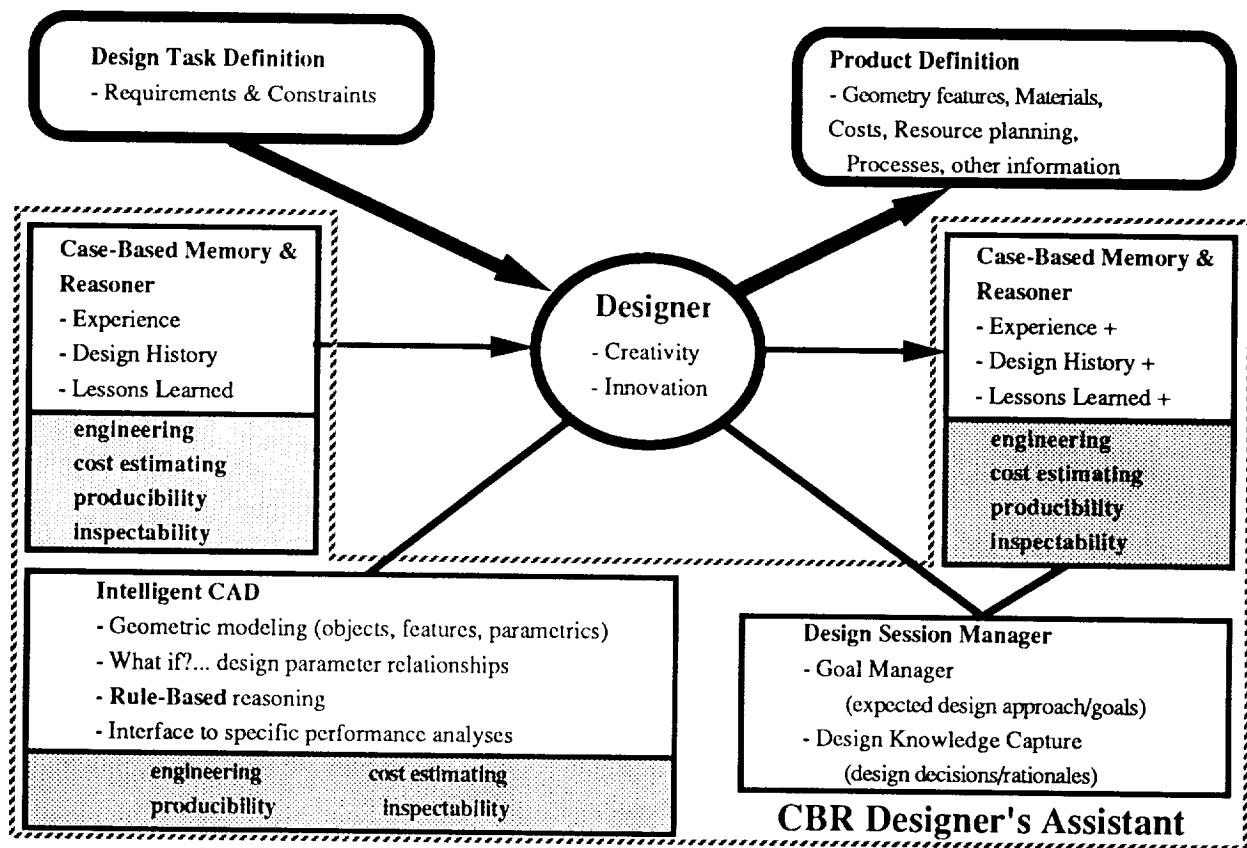 Design Task Definition
- Requirements & Constraints
Product Definition
- Geometry features, Materials,
Costs, Resource planning,
Processes, other information
Case-Based Memory &
Reasoner
- Experience
- Design History
- Lessons Learned
engineering
cost estimating
producibility
inspectability
Designer
- Creativity
- Innovation
Case-Based Memory &
Reasoner
- Experience +
- Design History +
- Lessons Learned +
engineering
cost estimating
producibility
inspectability
Intelligent CAD
- Geometric modeling (objects, features, parametrics)
- What if?... design parameter relationships
- Rule-Based reasoning
- Interface to specific performance analyses
engineering cost estimating
producibility inspectability
Design Session Manager
- Goal Manager
(expected design approach/goals)
- Design Knowledge Capture
(design decisions/rationales)
CBR Designer's Assistant